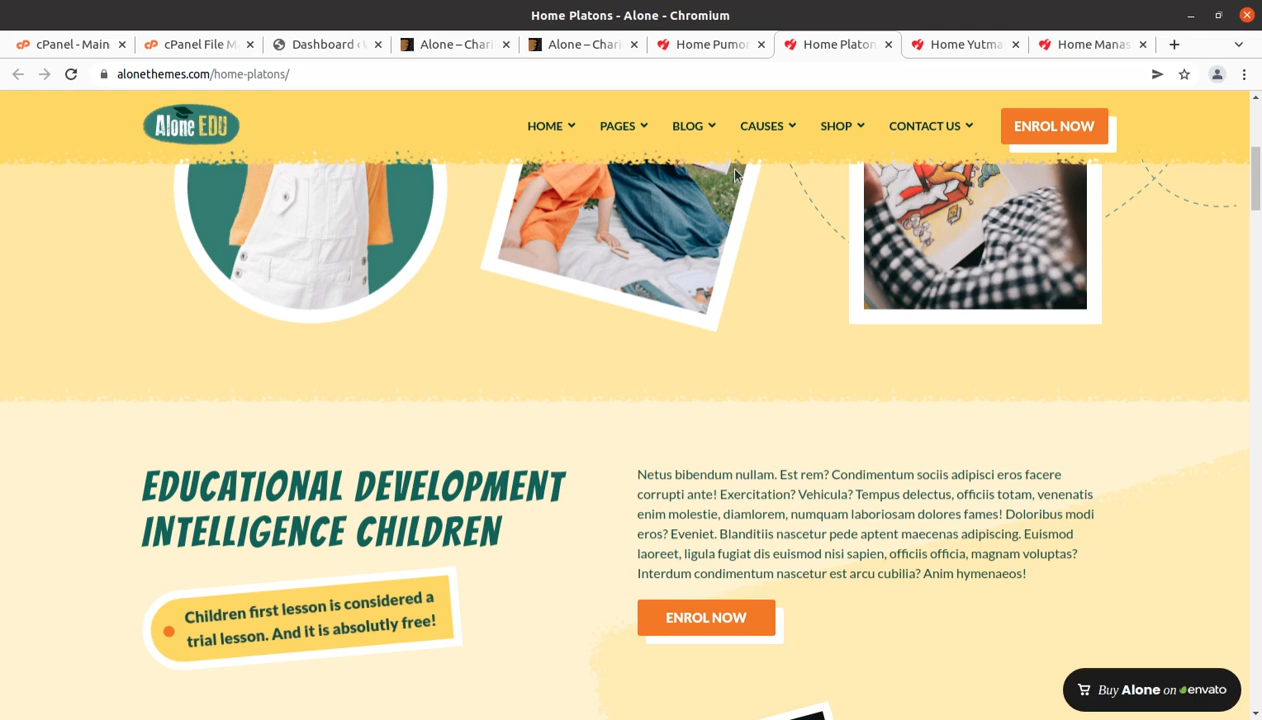 Home Platons - Alone - Chromium
cPanel - Main
cPanel File M
Dashboard ‹
Alone – Chari
Alone – Chari
Home Pumo
Home Platon
Home Yutma
Home Manas
alonethemes.com/home-platons/
Alone EDU
HOME
PAGES
BLOG
CAUSES
SHOP
CONTACT US
ENROL NOW
EDUCATIONAL DEVELOPMENT
INTELLIGENCE CHILDREN
Children first lesson is considered a
trial lesson. And it is absolutly free!
Netus bibendum nullam. Est rem? Condimentum sociis adipisci eros facere
corrupti ante! Exercitation? Vehicula? Tempus delectus, officiis totam, venenatis
enim molestie, diamlorem, numquam laboriosam dolores fames! Doloribus modi
eros? Eveniet. Blanditiis nascetur pede aptent maecenas adipiscing. Euismod
laoreet, ligula fugiat dis euismod nisi sapien, officiis officia, magnam voluptas?
Interdum condimentum nascetur est arcu cubilia? Anim hymenaeos!
ENROL NOW
Buy Alone on envato